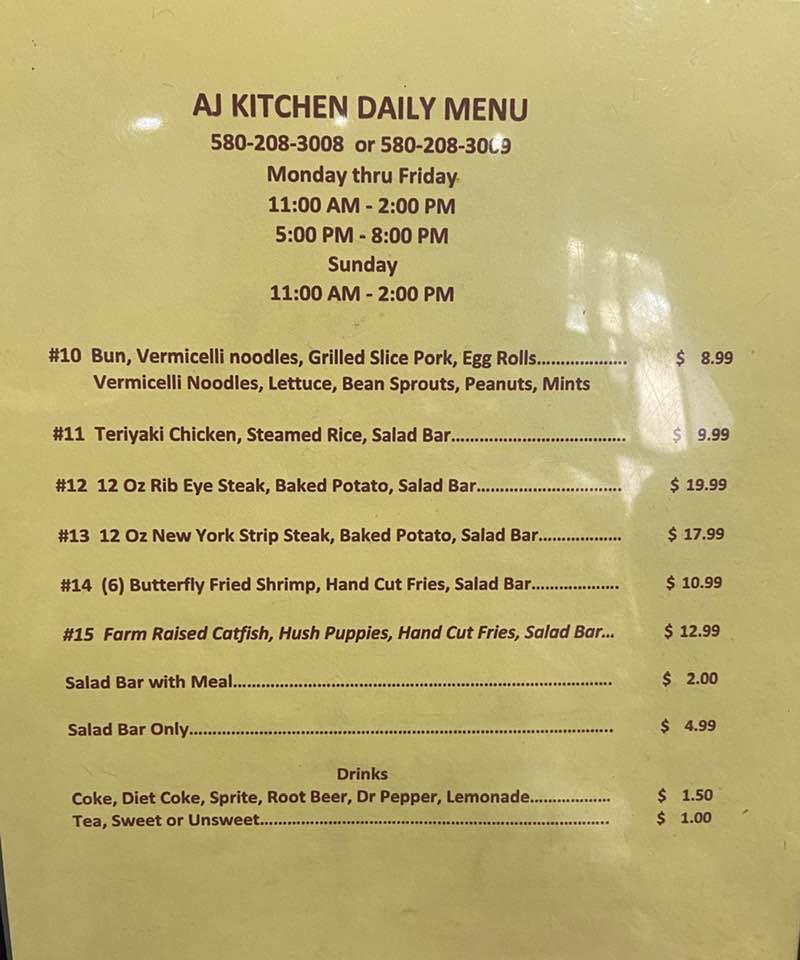 AJ KITCHEN DAILY MENU
580-208-3008 or 580-208-3009
Monday thru Friday
11:00 AM - 2:00 PM
5:00 PM - 8:00 PM
Sunday
11:00 AM - 2:00 PM
#10 Bun, Vermicelli noodles, Grilled Slice Pork, Egg Rolls................... $ 8.99
Vermicelli Noodles, Lettuce, Bean Sprouts, Peanuts, Mints
#11 Teriyaki Chicken, Steamed Rice, Salad Bar..................................... $ 9.99
#12 12 Oz Rib Eye Steak, Baked Potato, Salad Bar............................... $ 19.99
#13 12 Oz New York Strip Steak, Baked Potato, Salad Bar.................. $ 17.99
#14 (6) Butterfly Fried Shrimp, Hand Cut Fries, Salad Bar................... $ 10.99
#15 Farm Raised Catfish, Hush Puppies, Hand Cut Fries, Salad Bar... $ 12.99
Salad Bar with Meal.................................................................................. $ 2.00
Salad Bar Only........................................................................................... $ 4.99
Drinks
Coke, Diet Coke, Sprite, Root Beer, Dr Pepper, Lemonade................. $ 1.50
Tea, Sweet or Unsweet........................................................................... $ 1.00